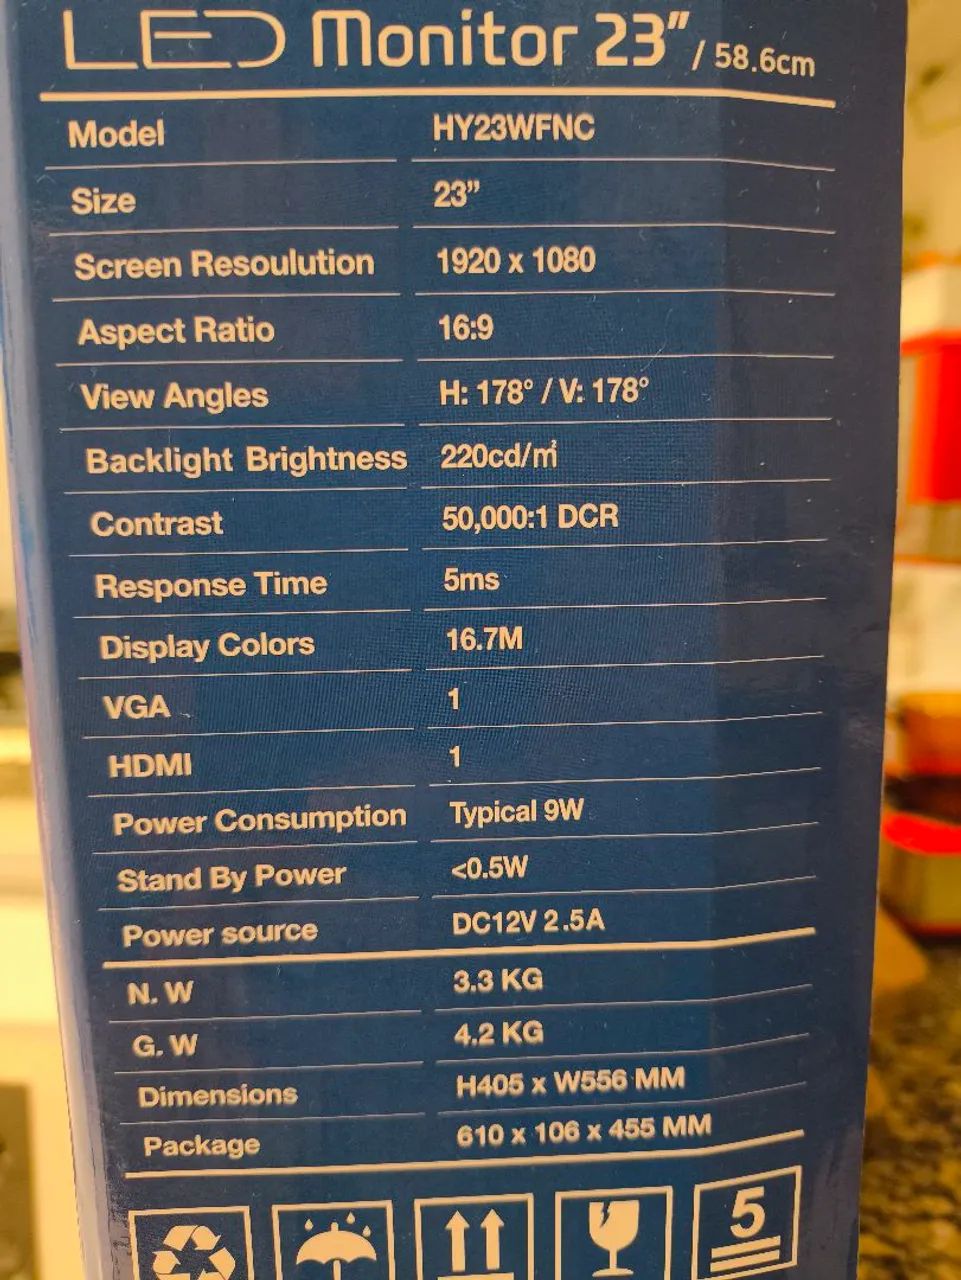 LED Monitor 23” / 58.6cm
Model HY23WFNC
Size 23”
Screen Resoulution 1920 x 1080
Aspect Ratio 16:9
View Angles H: 178° / V: 178°
Backlight Brightness 220cd/㎡
Contrast 50,000:1 DCR
Response Time 5ms
Display Colors 16.7M
VGA 1
HDMI 1
Power Consumption Typical 9W
Stand By Power <0.5W
Power source DC12V 2.5A
N. W 3.3 KG
G. W 4.2 KG
Dimensions H405 x W556 MM
Package 610 x 106 x 455 MM
5